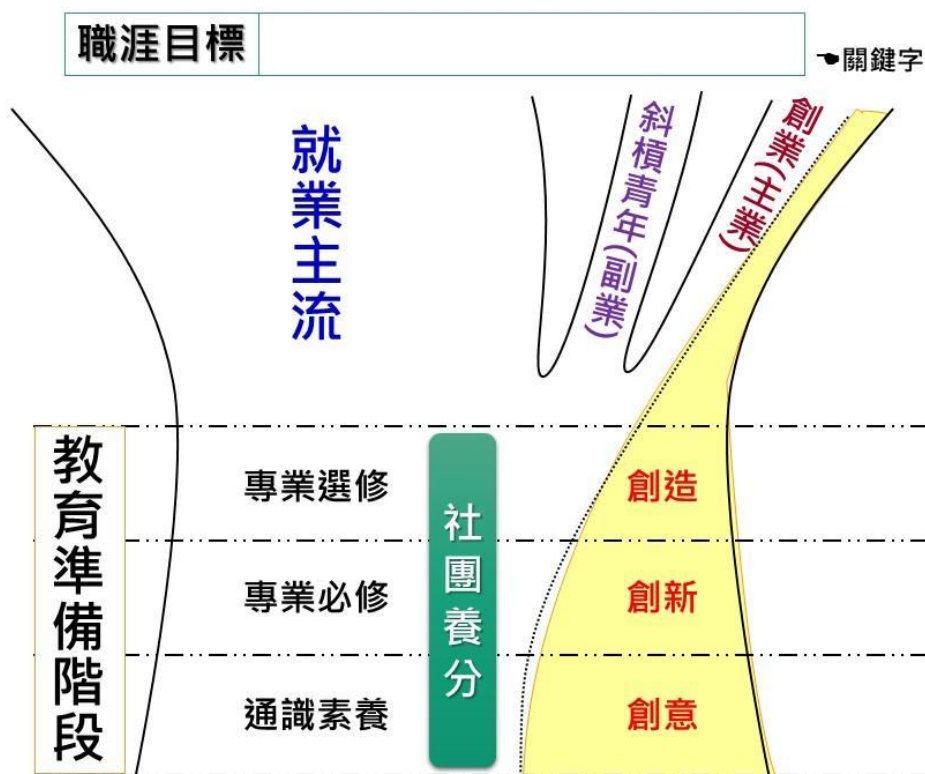 職涯目標
☚關鍵字
就業主流
斜槓青年(副業)
創業(主業)
教育準備階段
社團養分
專業選修
創造
專業必修
創新
通識素養
創意